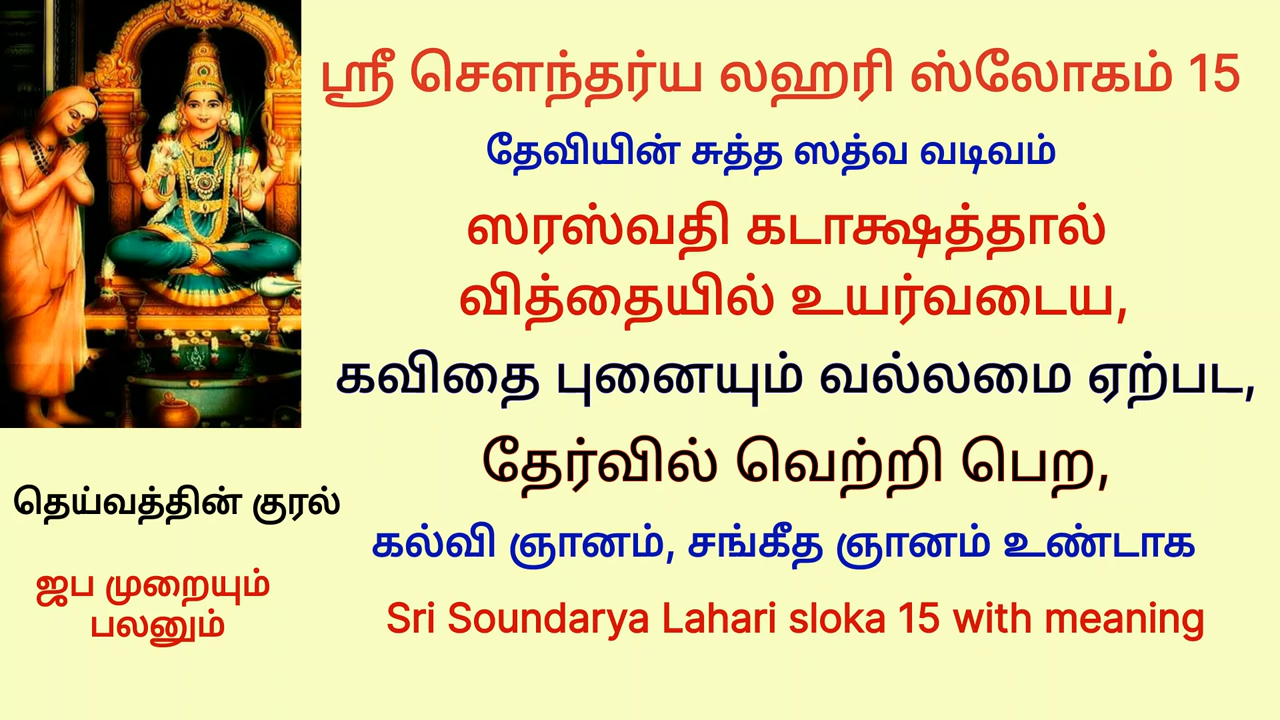 ஸ்ரீ சௌந்தர்ய லஹரி ஸ்லோகம் 15
தேவியின் சுத்த ஸத்வ வடிவம்
ஸரஸ்வதி கடாக்ஷத்தால்
வித்தையில் உயர்வடைய,
கவிதை புனையும் வல்லமை ஏற்பட,
தேர்வில் வெற்றி பெற,
கல்வி ஞானம், சங்கீத ஞானம் உண்டாக
Sri Soundarya Lahari sloka 15 with meaning
தெய்வத்தின் குரல்
ஜப முறையும்
பலனும்